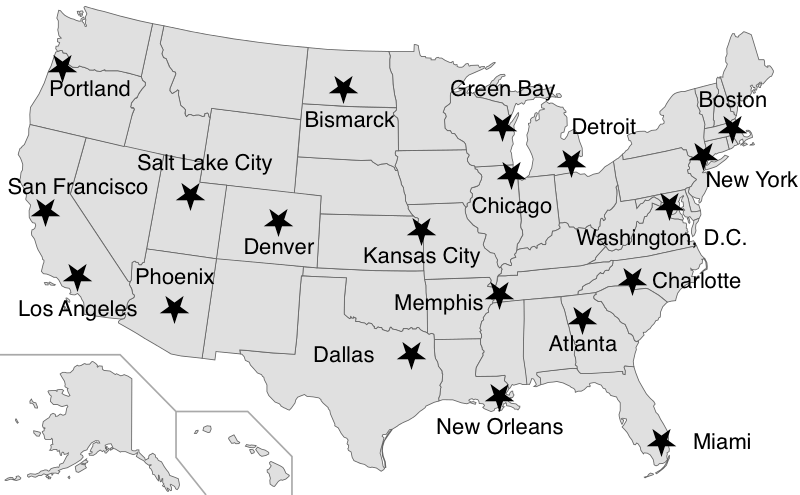 Portland
Bismarck
Green Bay
Boston
Detroit
Salt Lake City
San Francisco
New York
Chicago
Denver
Kansas City
Washington, D.C.
Phoenix
Los Angeles
Memphis
Charlotte
Dallas
Atlanta
New Orleans
Miami